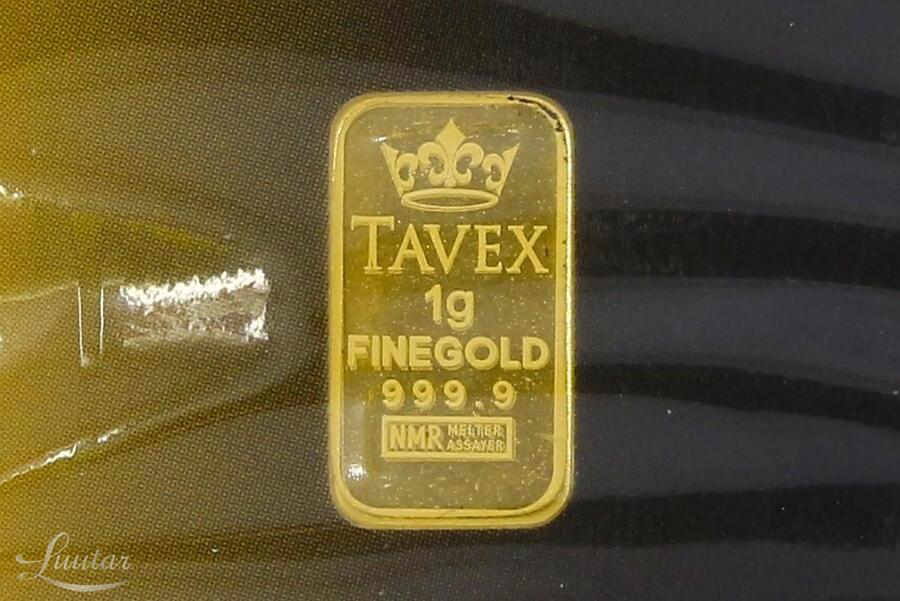 TAVEX
1g
FINEGOLD
999.9
NMR MELTER
ASSAYER
Luutar